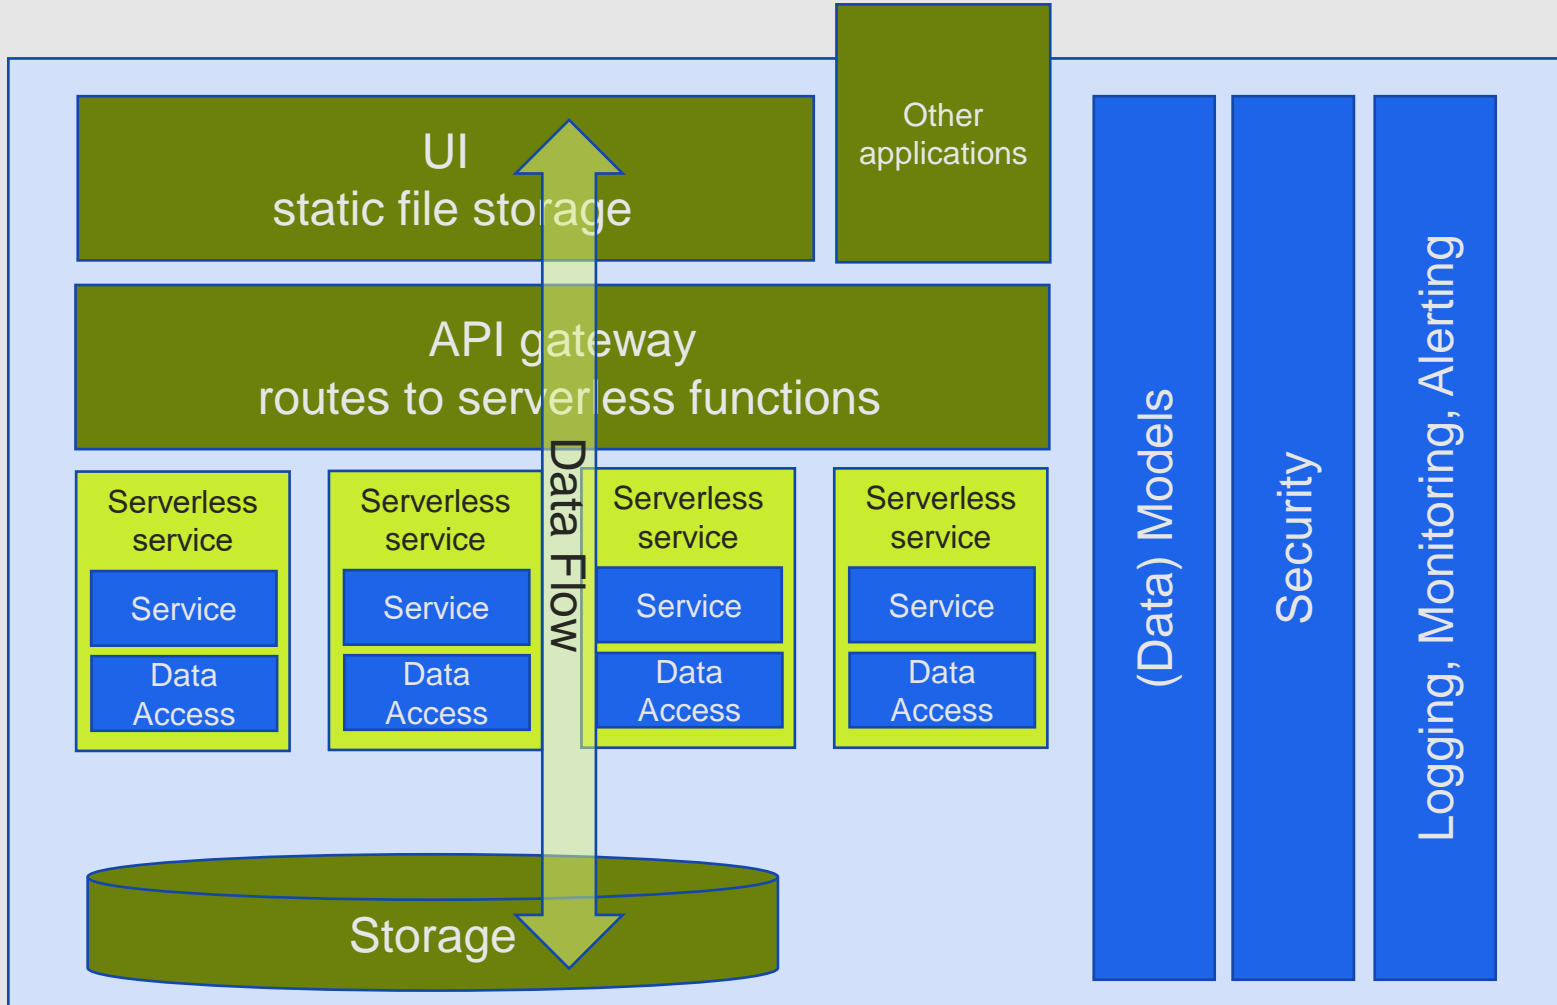 UI
static file storage
Other
applications
API gateway
routes to serverless functions
Data Flow
Serverless
service
Service
Data
Access
Serverless
service
Service
Data
Access
Serverless
service
Service
Data
Access
Serverless
service
Service
Data
Access
Storage
(Data) Models
Security
Logging, Monitoring, Alerting